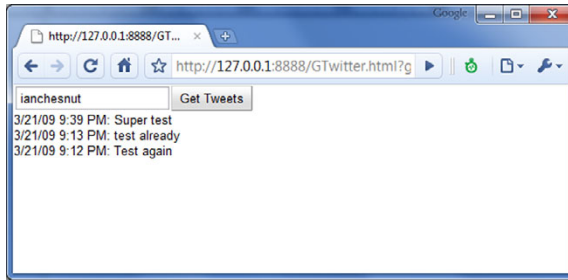 Google
http://127.0.0.1:8888/GT...
http://127.0.0.1:8888/GTwitter.html?g
ianchesnut
Get Tweets
3/21/09 9:39 PM: Super test
3/21/09 9:13 PM: test already
3/21/09 9:12 PM: Test again